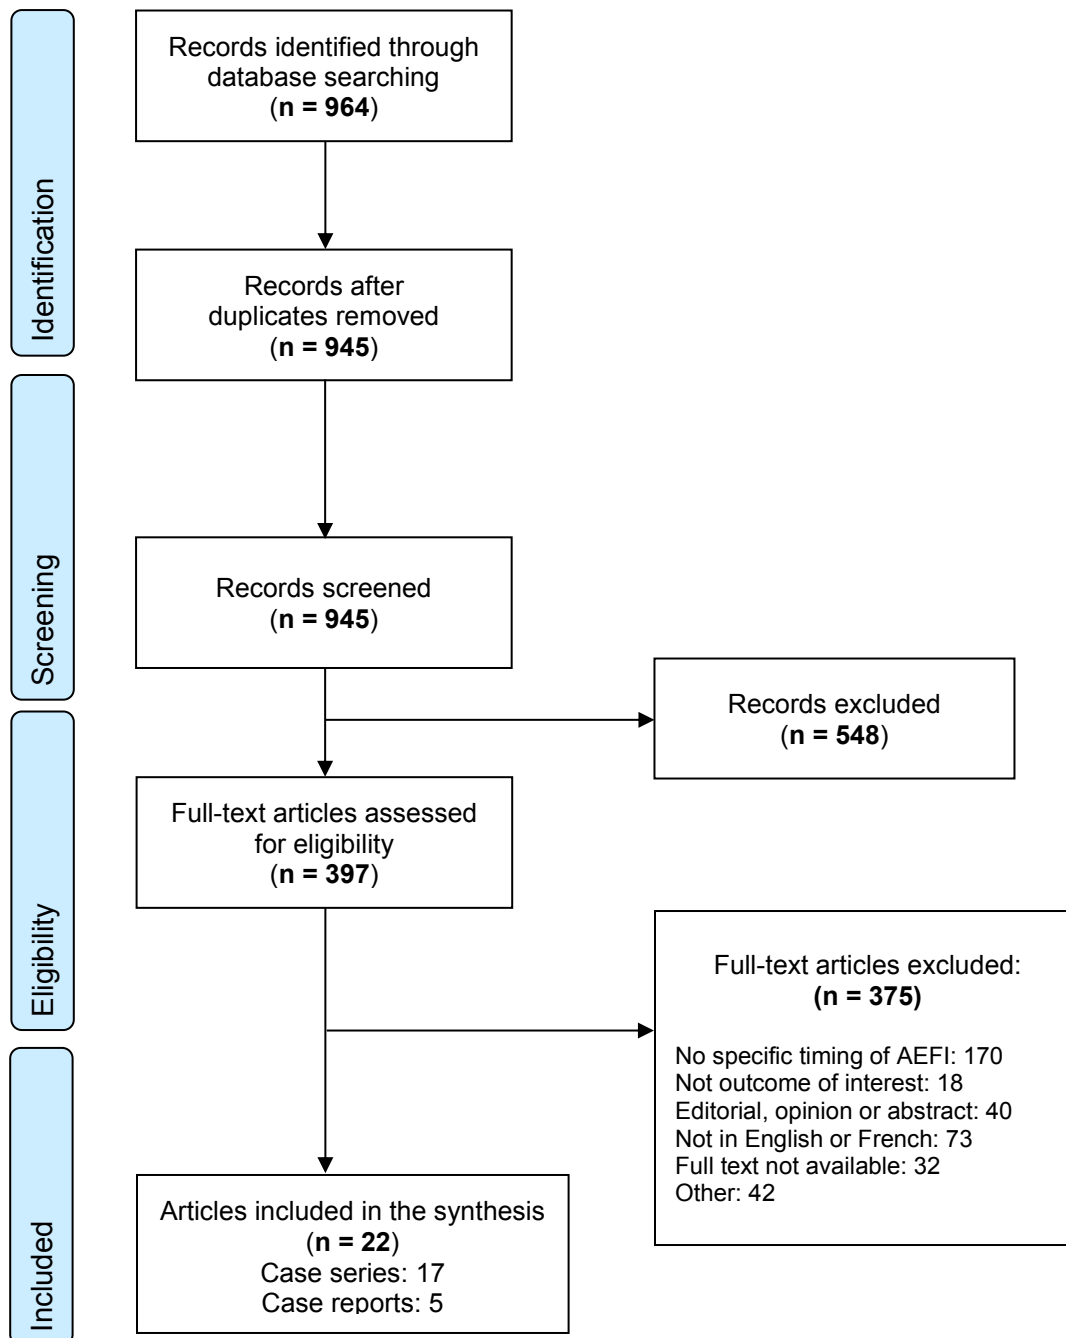 Identification
Records identified through
database searching
(n = 964)
Records after
duplicates removed
(n = 945)
Screening
Records screened
(n = 945)
Records excluded
(n = 548)
Eligibility
Full-text articles assessed
for eligibility
(n = 397)
Full-text articles excluded:
(n = 375)
No specific timing of AEFI: 170
Not outcome of interest: 18
Editorial, opinion or abstract: 40
Not in English or French: 73
Full text not available: 32
Other: 42
Included
Articles included in the synthesis
(n = 22)
Case series: 17
Case reports: 5